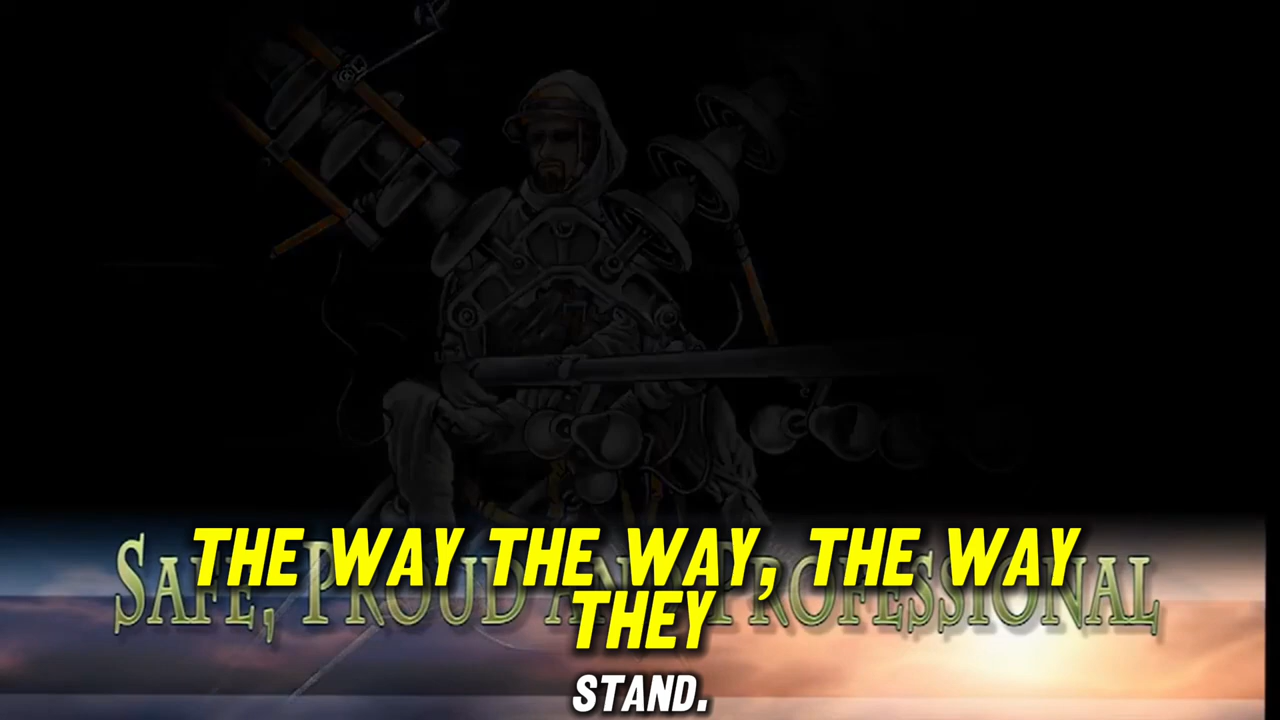 THE WAY THE WAY, THE WAY
SAFE, PROUD AND PROFESSIONAL
THEY
STAND.